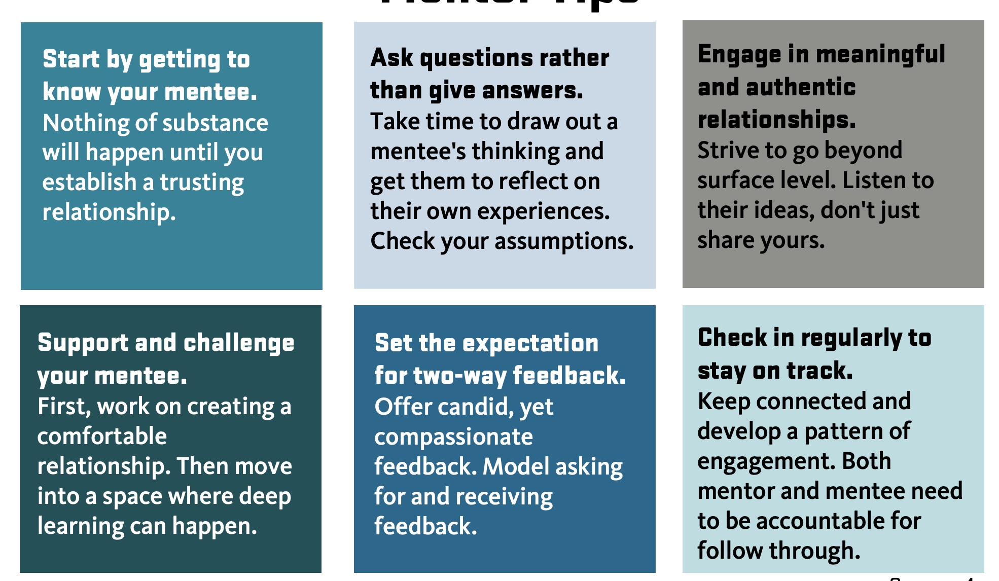 Mentor Tips
Start by getting to
know your mentee.
Nothing of substance
will happen until you
establish a trusting
relationship.
Ask questions rather
than give answers.
Take time to draw out a
mentee's thinking and
get them to reflect on
their own experiences.
Check your assumptions.
Engage in meaningful
and authentic
relationships.
Strive to go beyond
surface level. Listen to
their ideas, don't just
share yours.
Support and challenge
your mentee.
First, work on creating a
comfortable
relationship. Then move
into a space where deep
learning can happen.
Set the expectation
for two-way feedback.
Offer candid, yet
compassionate
feedback. Model asking
for and receiving
feedback.
Check in regularly to
stay on track.
Keep connected and
develop a pattern of
engagement. Both
mentor and mentee need
to be accountable for
follow through.